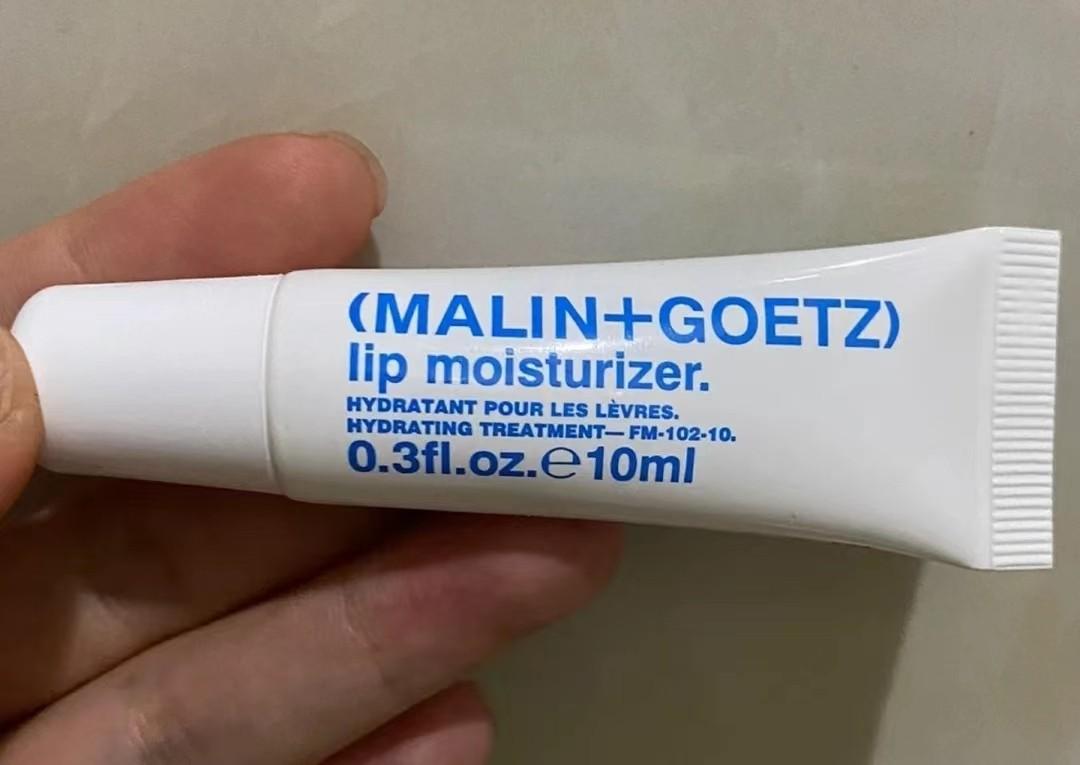 (MALIN+GOETZ)
lip moisturizer.
HYDRATANT POUR LES LÈVRES.
HYDRATING TREATMENT—FM-102-10.
0.3fl.oz.℮10ml